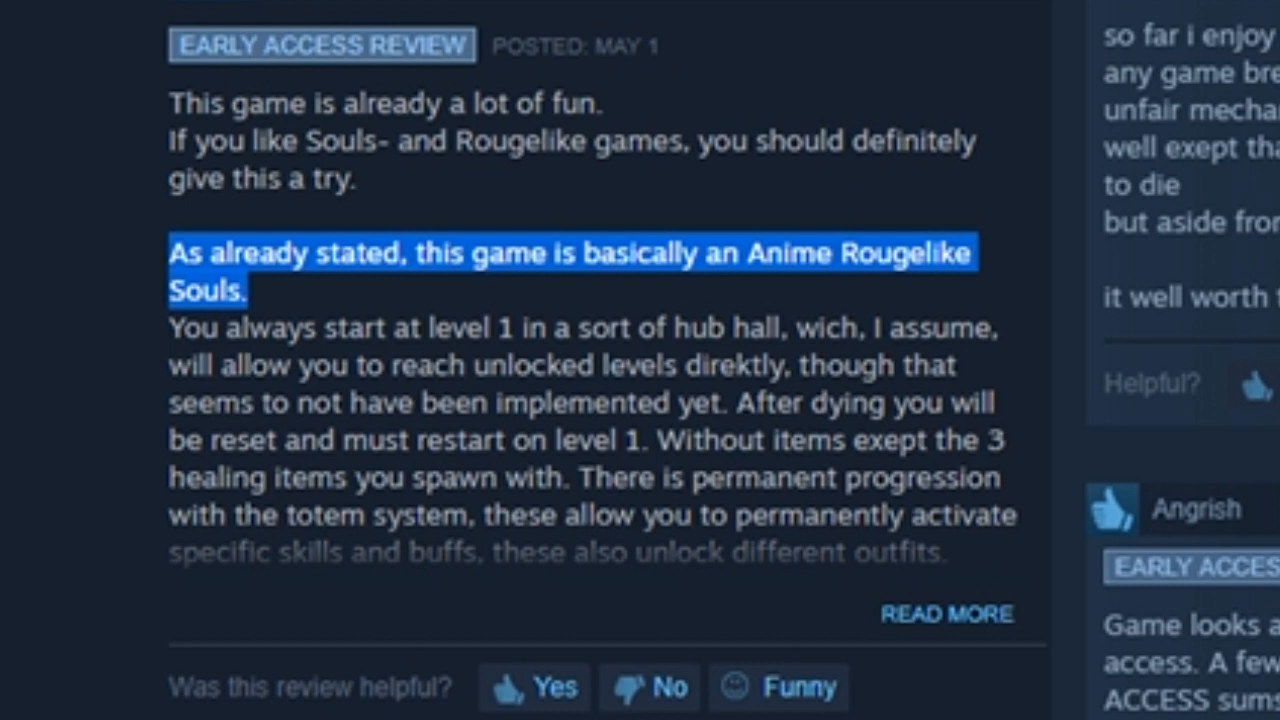 EARLY ACCESS REVIEW POSTED: MAY 1
This game is already a lot of fun.
If you like Souls- and Rougelike games, you should definitely
give this a try.
As already stated, this game is basically an Anime Rougelike
Souls.
You always start at level 1 in a sort of hub hall, wich, I assume,
will allow you to reach unlocked levels direktly, though that
seems to not have been implemented yet. After dying you will
be reset and must restart on level 1. Without items exept the 3
healing items you spawn with. There is permanent progression
with the totem system, these allow you to permanently activate
specific skills and buffs, these also unlock different outfits.
READ MORE
Was this review helpful? Yes No Funny
so far i enjoy
any game bre
unfair mecha
well exept tha
to die
but aside fror
it well worth
Helpful?
Angrish
EARLY ACCES
Game looks a
access. A few
ACCESS sums